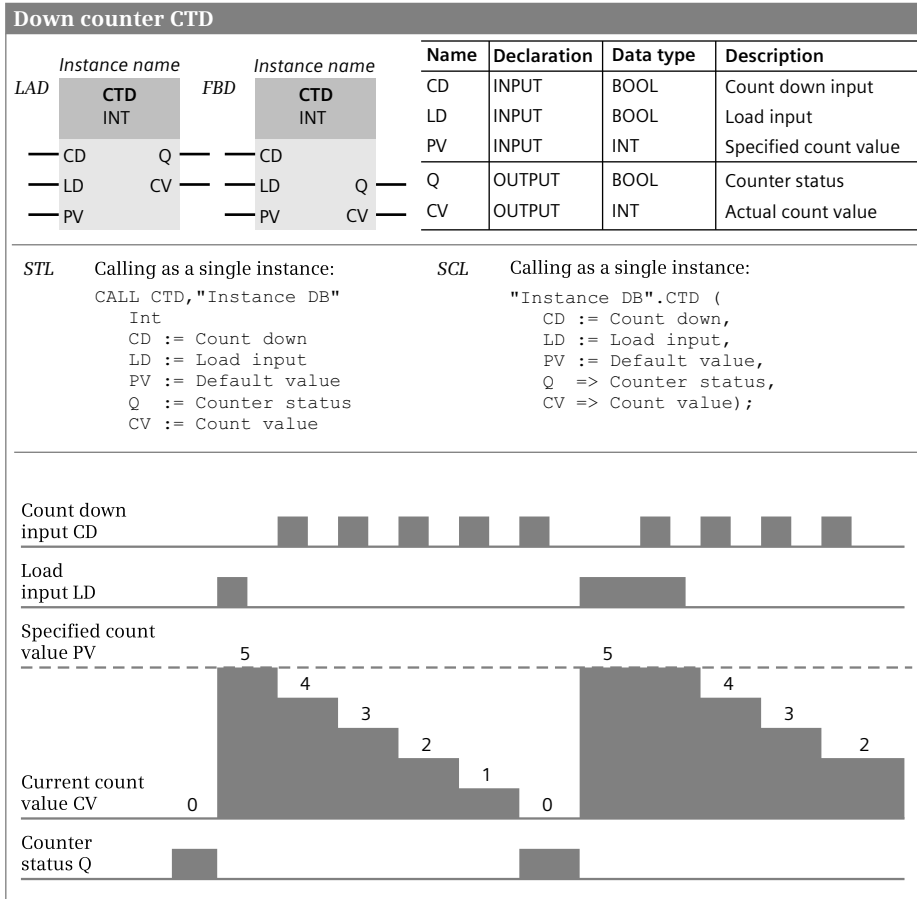 Down counter CTD
Instance name
LAD
CTD
INT
CD Q
LD CV
PV
Instance name
FBD
CTD
INT
CD
LD Q
PV CV
Name Declaration Data type Description
CD INPUT BOOL Count down input
LD INPUT BOOL Load input
PV INPUT INT Specified count value
Q OUTPUT BOOL Counter status
CV OUTPUT INT Actual count value
STL Calling as a single instance:
CALL CTD,"Instance DB"
Int
CD := Count down
LD := Load input
PV := Default value
Q := Counter status
CV := Count value
SCL Calling as a single instance:
"Instance DB".CTD (
CD := Count down,
LD := Load input,
PV := Default value,
Q => Counter status,
CV => Count value);
Count down
input CD
Load
input LD
Specified count
value PV
5 5
4 4
3 3
2 2
1
Current count
value CV 0 0
Counter
status Q